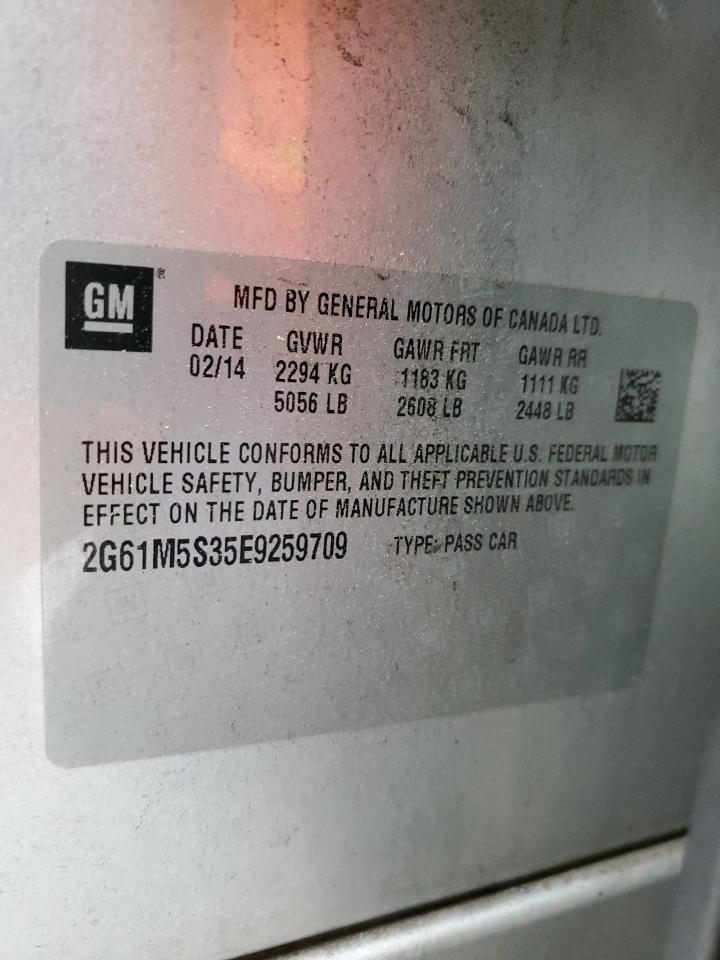 GM ®
MFD BY GENERAL MOTORS OF CANADA LTD.
DATE GVWR GAWR FRT GAWR RR
02/14 2294 KG 1183 KG 1111 KG
5056 LB 2608 LB 2448 LB
THIS VEHICLE CONFORMS TO ALL APPLICABLE U.S. FEDERAL MOTOR
VEHICLE SAFETY, BUMPER, AND THEFT PREVENTION STANDARDS IN
EFFECT ON THE DATE OF MANUFACTURE SHOWN ABOVE.
2G61M5S35E9259709 TYPE: PASS CAR